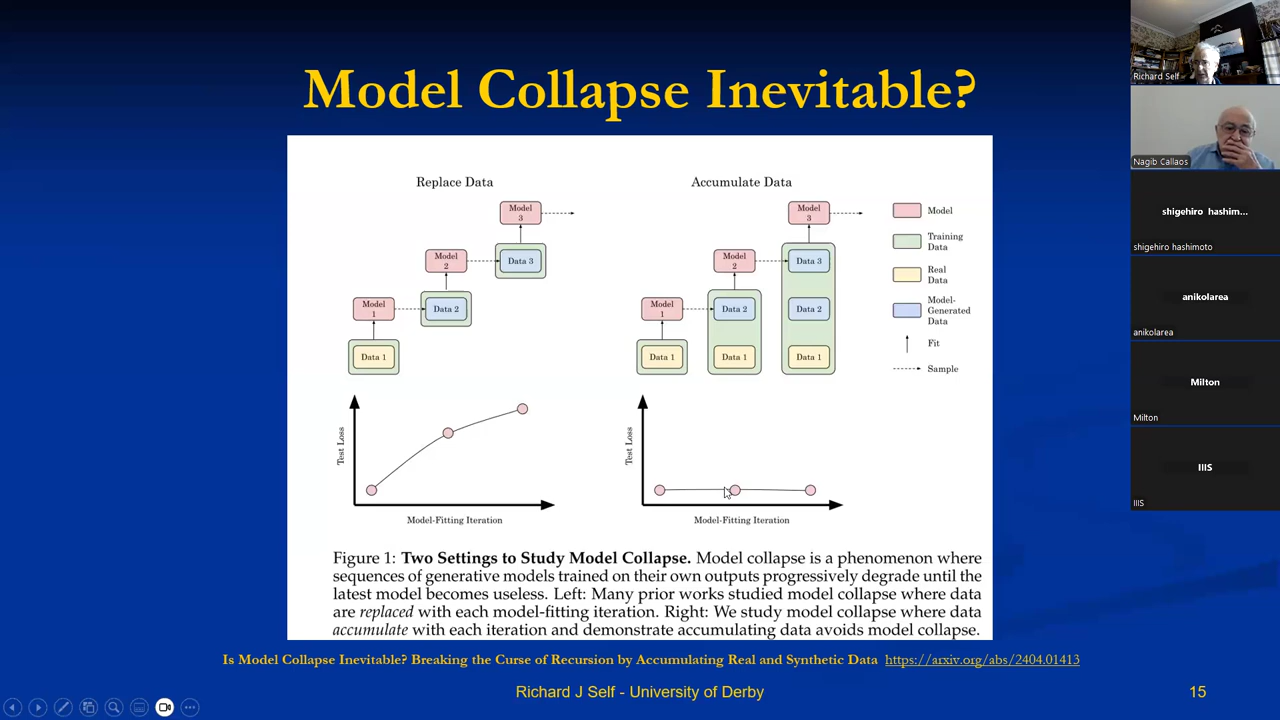 Model Collapse Inevitable?
Replace Data
Accumulate Data
Model
3
Model
2
Data 3
Model
1
Data 2
Data 1
Model
3
Model
2
Data 3
Model
1
Data 2
Data 2
Data 1
Data 1
Data 1
Model
Training
Data
Real
Data
Model-
Generated
Data
Fit
Sample
Test Loss
Model-Fitting Iteration
Test Loss
Model-Fitting Iteration
Figure 1: Two Settings to Study Model Collapse. Model collapse is a phenomenon where
sequences of generative models trained on their own outputs progressively degrade until the
latest model becomes useless. Left: Many prior works studied model collapse where data
are replaced with each model-fitting iteration. Right: We study model collapse where data
accumulate with each iteration and demonstrate accumulating data avoids model collapse.
Is Model Collapse Inevitable? Breaking the Curse of Recursion by Accumulating Real and Synthetic Data https://arxiv.org/abs/2404.01413
Richard J Self - University of Derby
15
Richard Self
Nagib Callaos
shigehiro hashim...
shigehiro hashimoto
anikolarea
anikolarea
Milton
Milton
IIIS
IIIS